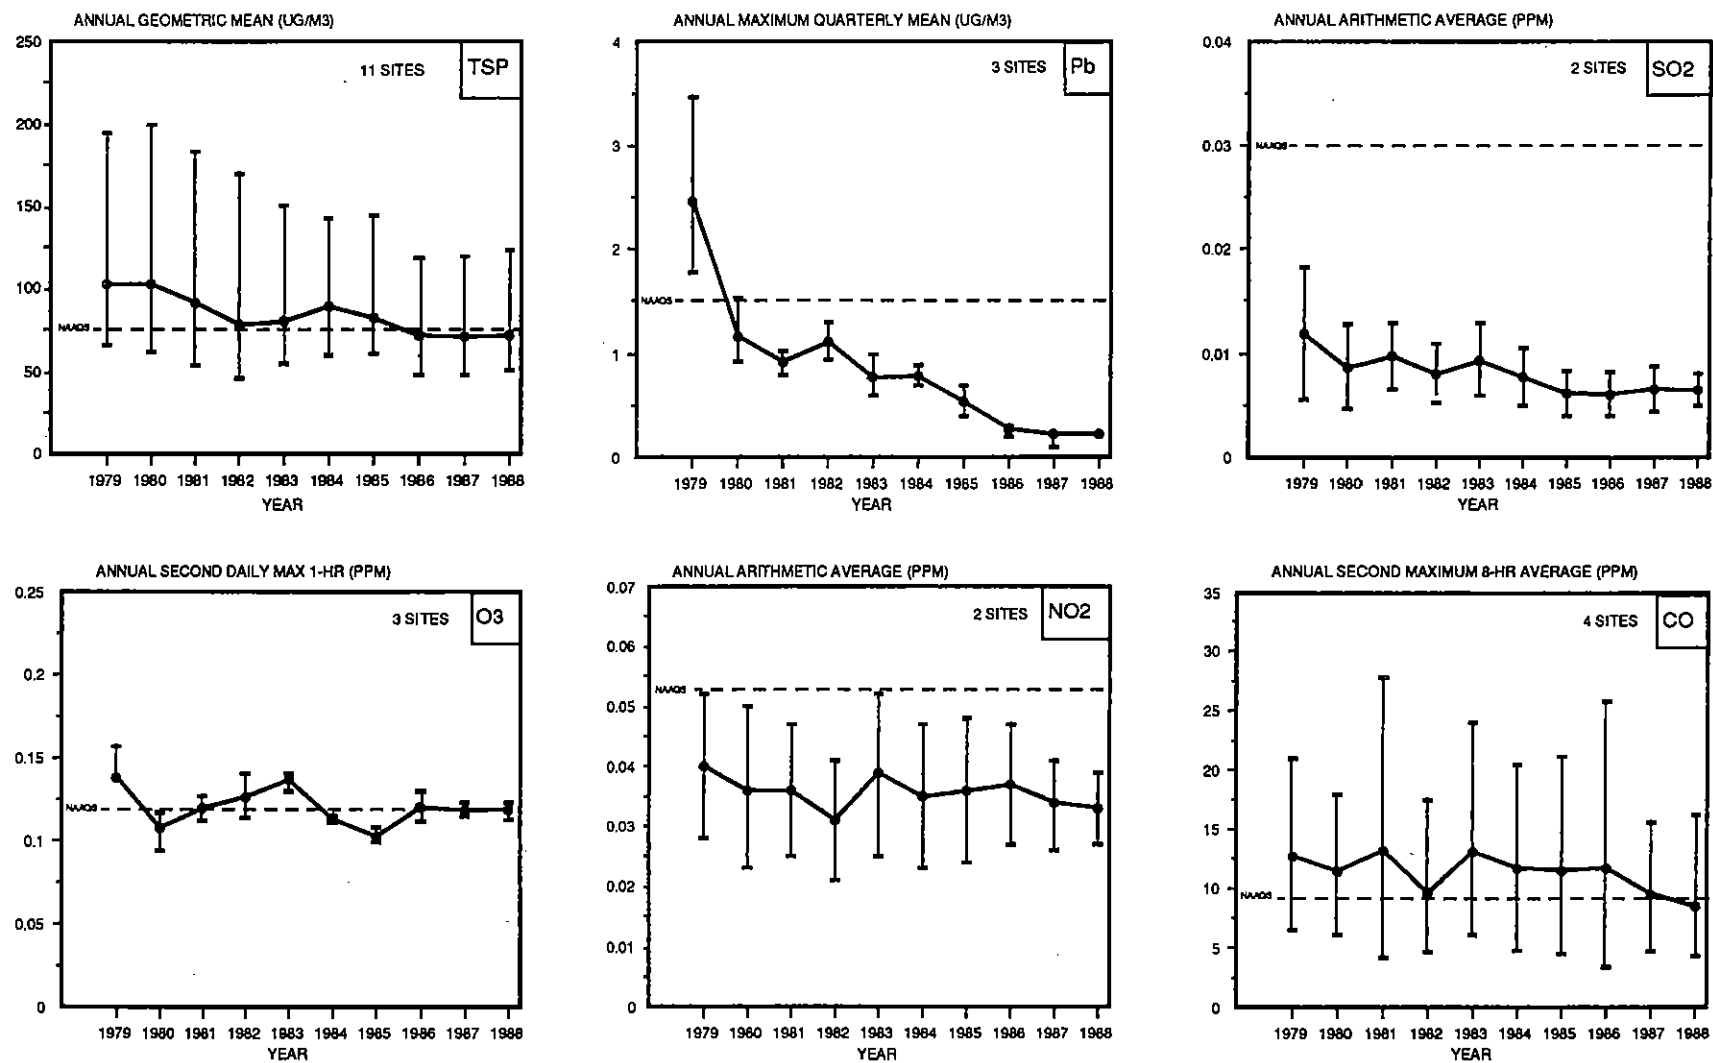 ANNUAL GEOMETRIC MEAN (UG/M3)
250
200
150
100
50
0
11 SITES
TSP
NAAQS
1979 1980 1981 1982 1983 1984 1985 1986 1987 1988
YEAR
ANNUAL MAXIMUM QUARTERLY MEAN (UG/M3)
4
3
2
1
0
3 SITES
Pb
NAAQS
1979 1980 1981 1982 1983 1984 1985 1986 1987 1988
YEAR
ANNUAL ARITHMETIC AVERAGE (PPM)
0.04
0.03
0.02
0.01
0
2 SITES
SO2
NAAQS
1979 1980 1981 1982 1983 1984 1985 1986 1987 1988
YEAR
ANNUAL SECOND DAILY MAX 1-HR (PPM)
0.25
0.2
0.15
0.1
0.05
0
3 SITES
O3
NAAQS
1979 1980 1981 1982 1983 1984 1985 1986 1987 1988
YEAR
ANNUAL ARITHMETIC AVERAGE (PPM)
0.07
0.06
0.05
0.04
0.03
0.02
0.01
0
2 SITES
NO2
NAAQS
1979 1980 1981 1982 1983 1984 1985 1986 1987 1988
YEAR
ANNUAL SECOND MAXIMUM 8-HR AVERAGE (PPM)
35
30
25
20
15
10
5
0
4 SITES
CO
NAAQS
1979 1980 1981 1982 1983 1984 1985 1986 1987 1988
YEAR